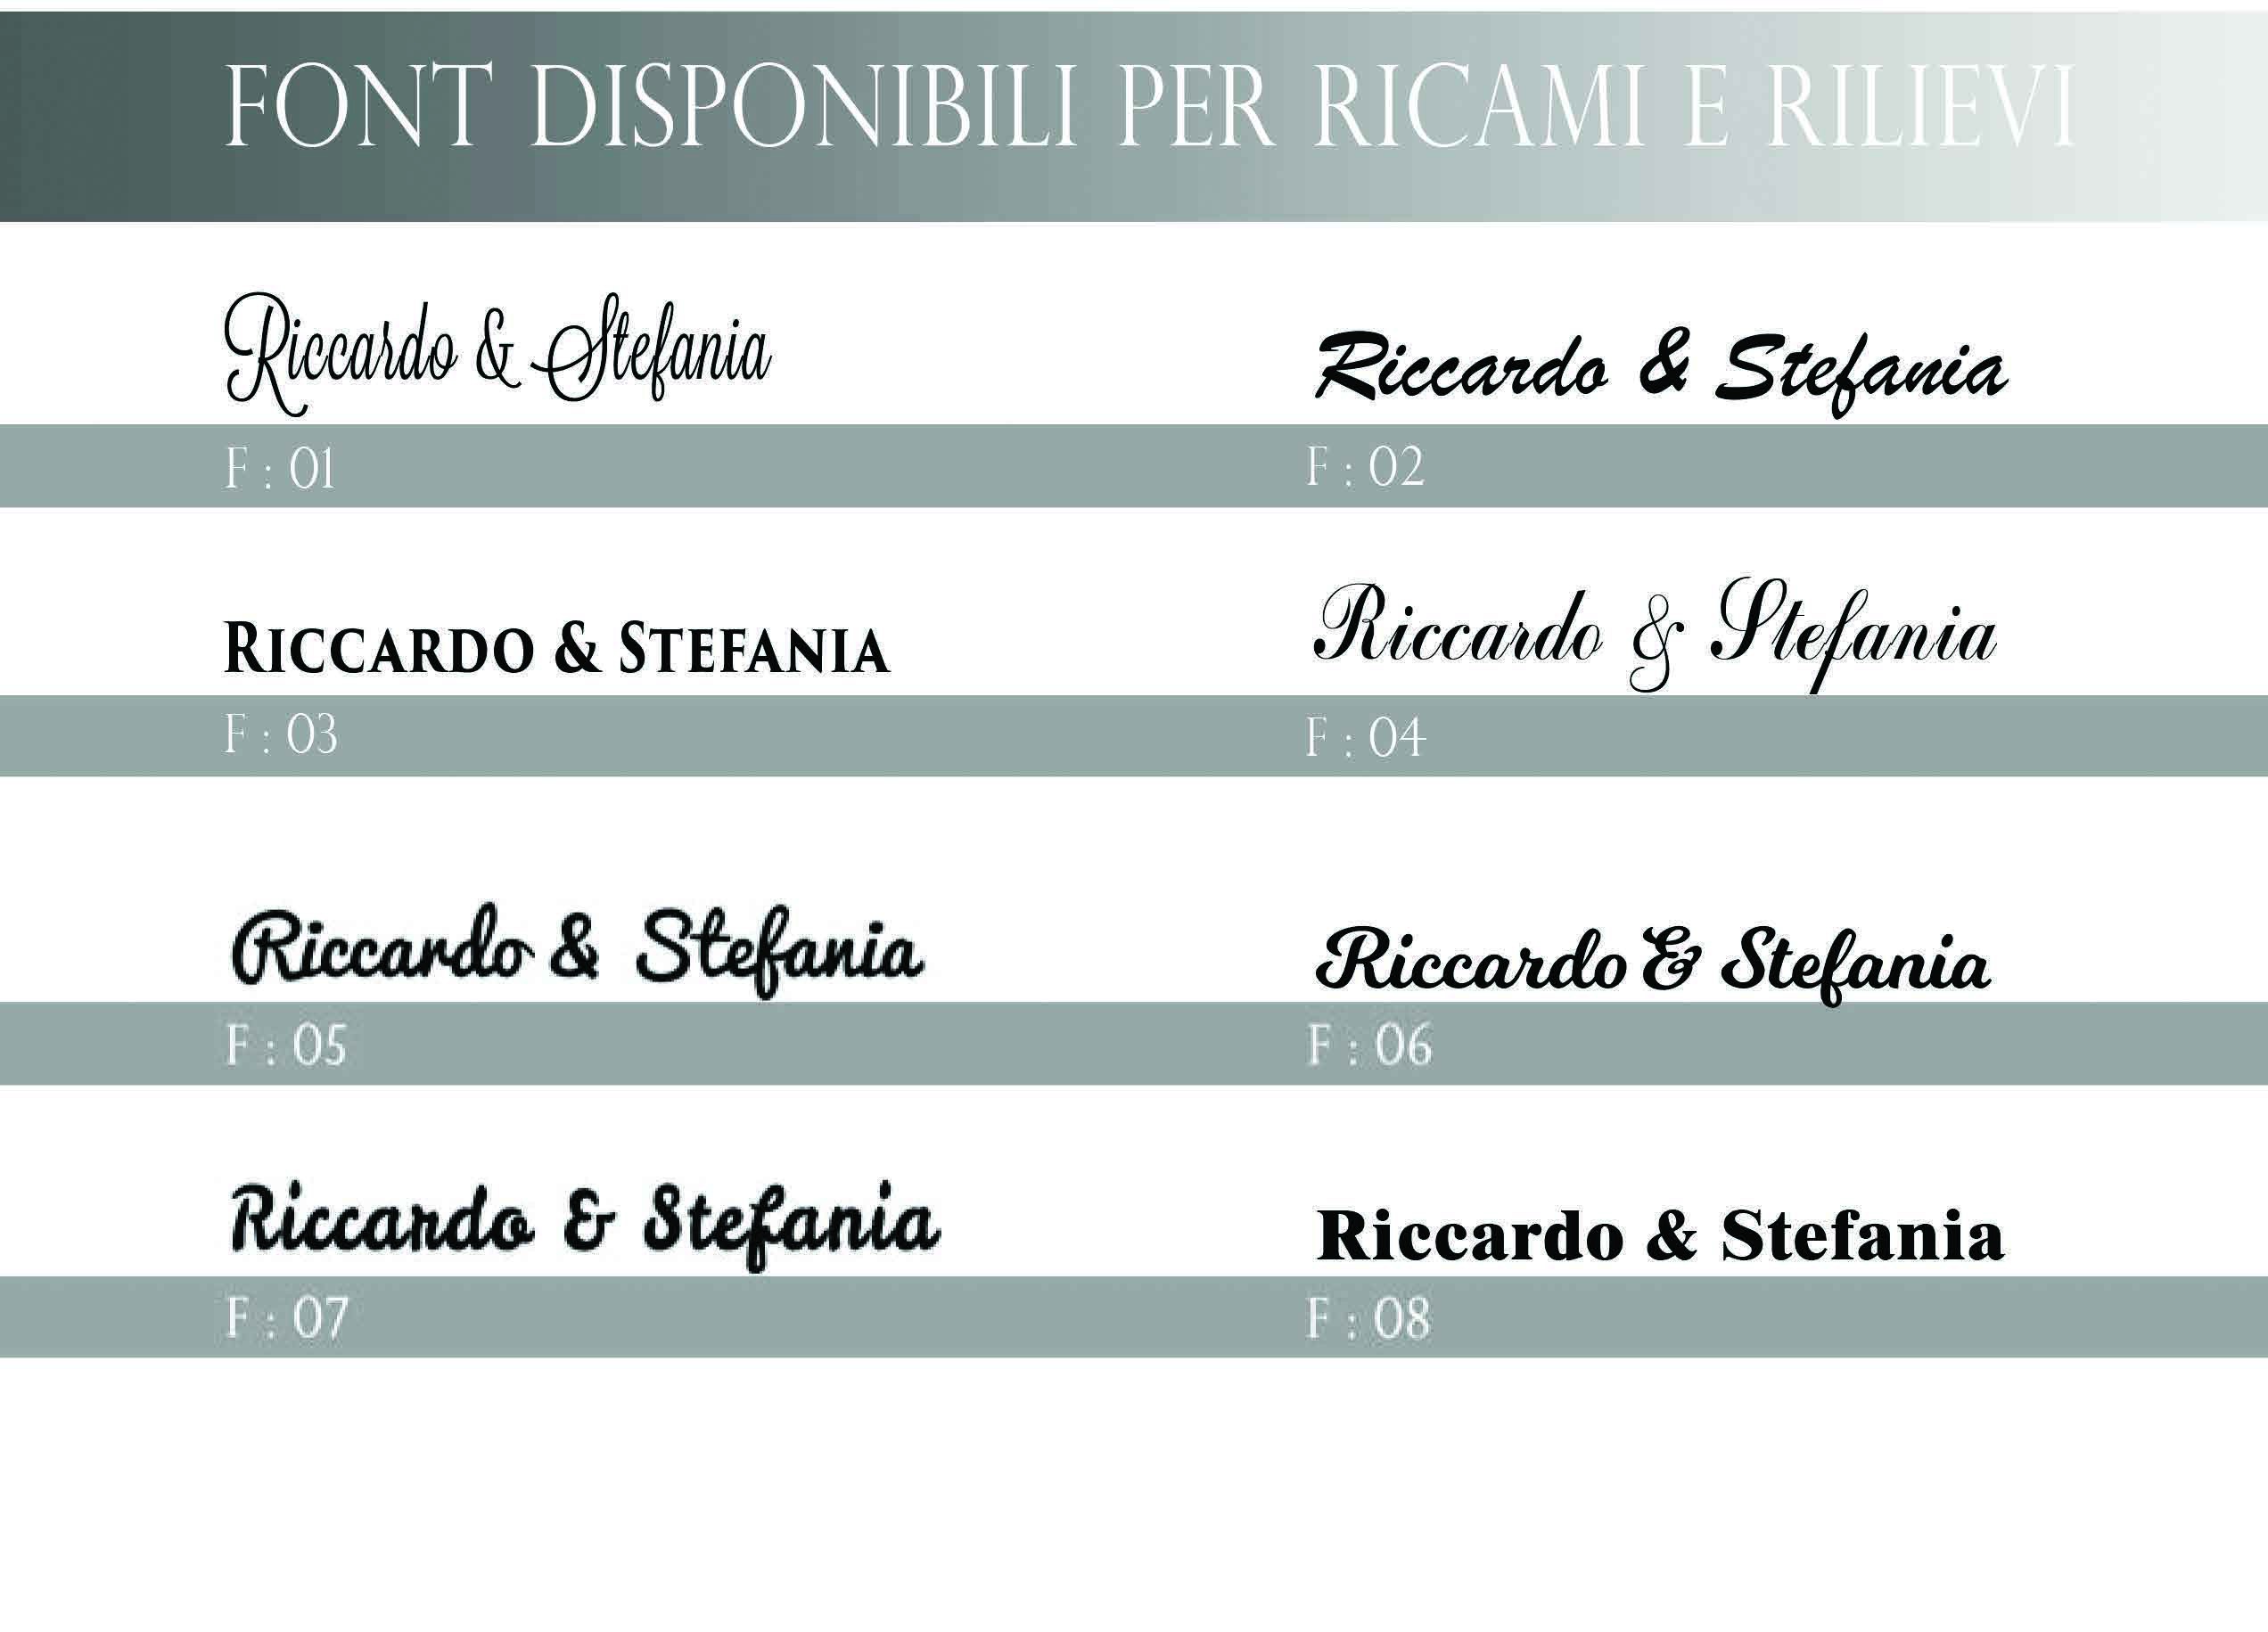 FONT DISPONIBILI PER RICAMI E RILIEVI
Riccardo & Stefania
Riccardo & Stefania
F : 01
F : 02
RICCARDO & STEFANIA
Riccardo & Stefania
F : 03
F : 04
Riccardo & Stefania
Riccardo & Stefania
F : 05
F : 06
Riccardo & Stefania
Riccardo & Stefania
F : 07
F : 08